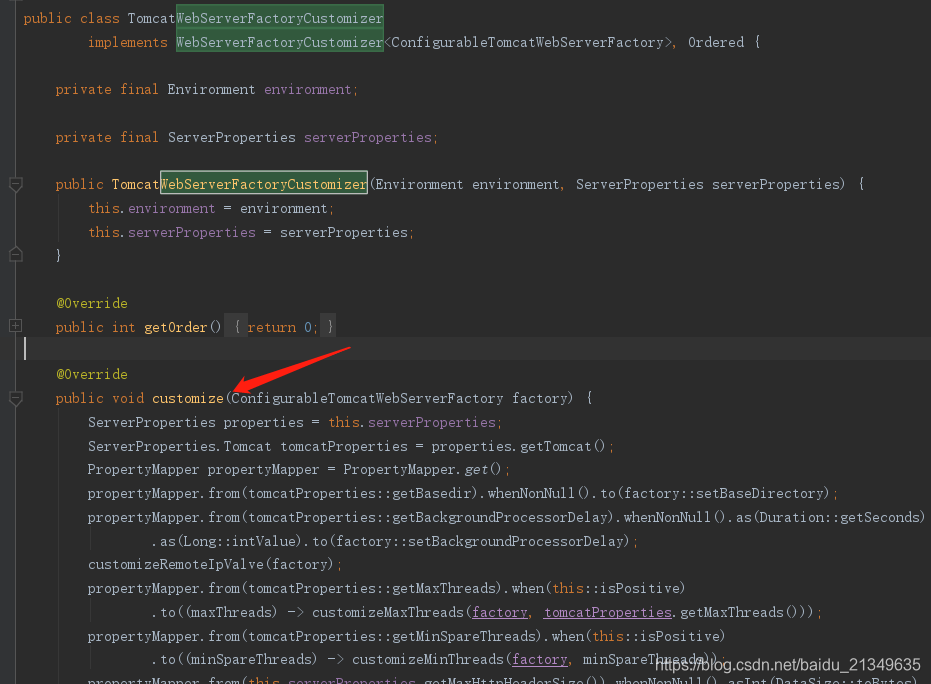 public class TomcatWebServerFactoryCustomizer
        implements WebServerFactoryCustomizer<ConfigurableTomcatWebServerFactory>, Ordered {
    private final Environment environment;
    private final ServerProperties serverProperties;
    public TomcatWebServerFactoryCustomizer(Environment environment, ServerProperties serverProperties) {
        this.environment = environment;
        this.serverProperties = serverProperties;
    }
    @Override
    public int getOrder() { return 0; }
    @Override
    public void customize(ConfigurableTomcatWebServerFactory factory) {
        ServerProperties properties = this.serverProperties;
        ServerProperties.Tomcat tomcatProperties = properties.getTomcat();
        PropertyMapper propertyMapper = PropertyMapper.get();
        propertyMapper.from(tomcatProperties::getBasedir).whenNonNull().to(factory::setBaseDirectory);
        propertyMapper.from(tomcatProperties::getBackgroundProcessorDelay).whenNonNull().as(Duration::getSeconds)
                .as(Long::intValue).to(factory::setBackgroundProcessorDelay);
        customizeRemoteIpValve(factory);
        propertyMapper.from(tomcatProperties::getMaxThreads).when(this::isPositive)
                .to((maxThreads) -> customizeMaxThreads(factory, tomcatProperties.getMaxThreads()));
        propertyMapper.from(tomcatProperties::getMinSpareThreads).when(this::isPositive)
                .to((minSpareThreads) -> customizeMinThreads(factory, minSpareThreads));
        propertyMapper.from(this.serverProperties.getMaxHttpHeaderSize()).whenNonNull().asInt(DataSize::toBytes)
https://blog.csdn.net/baidu_21349635